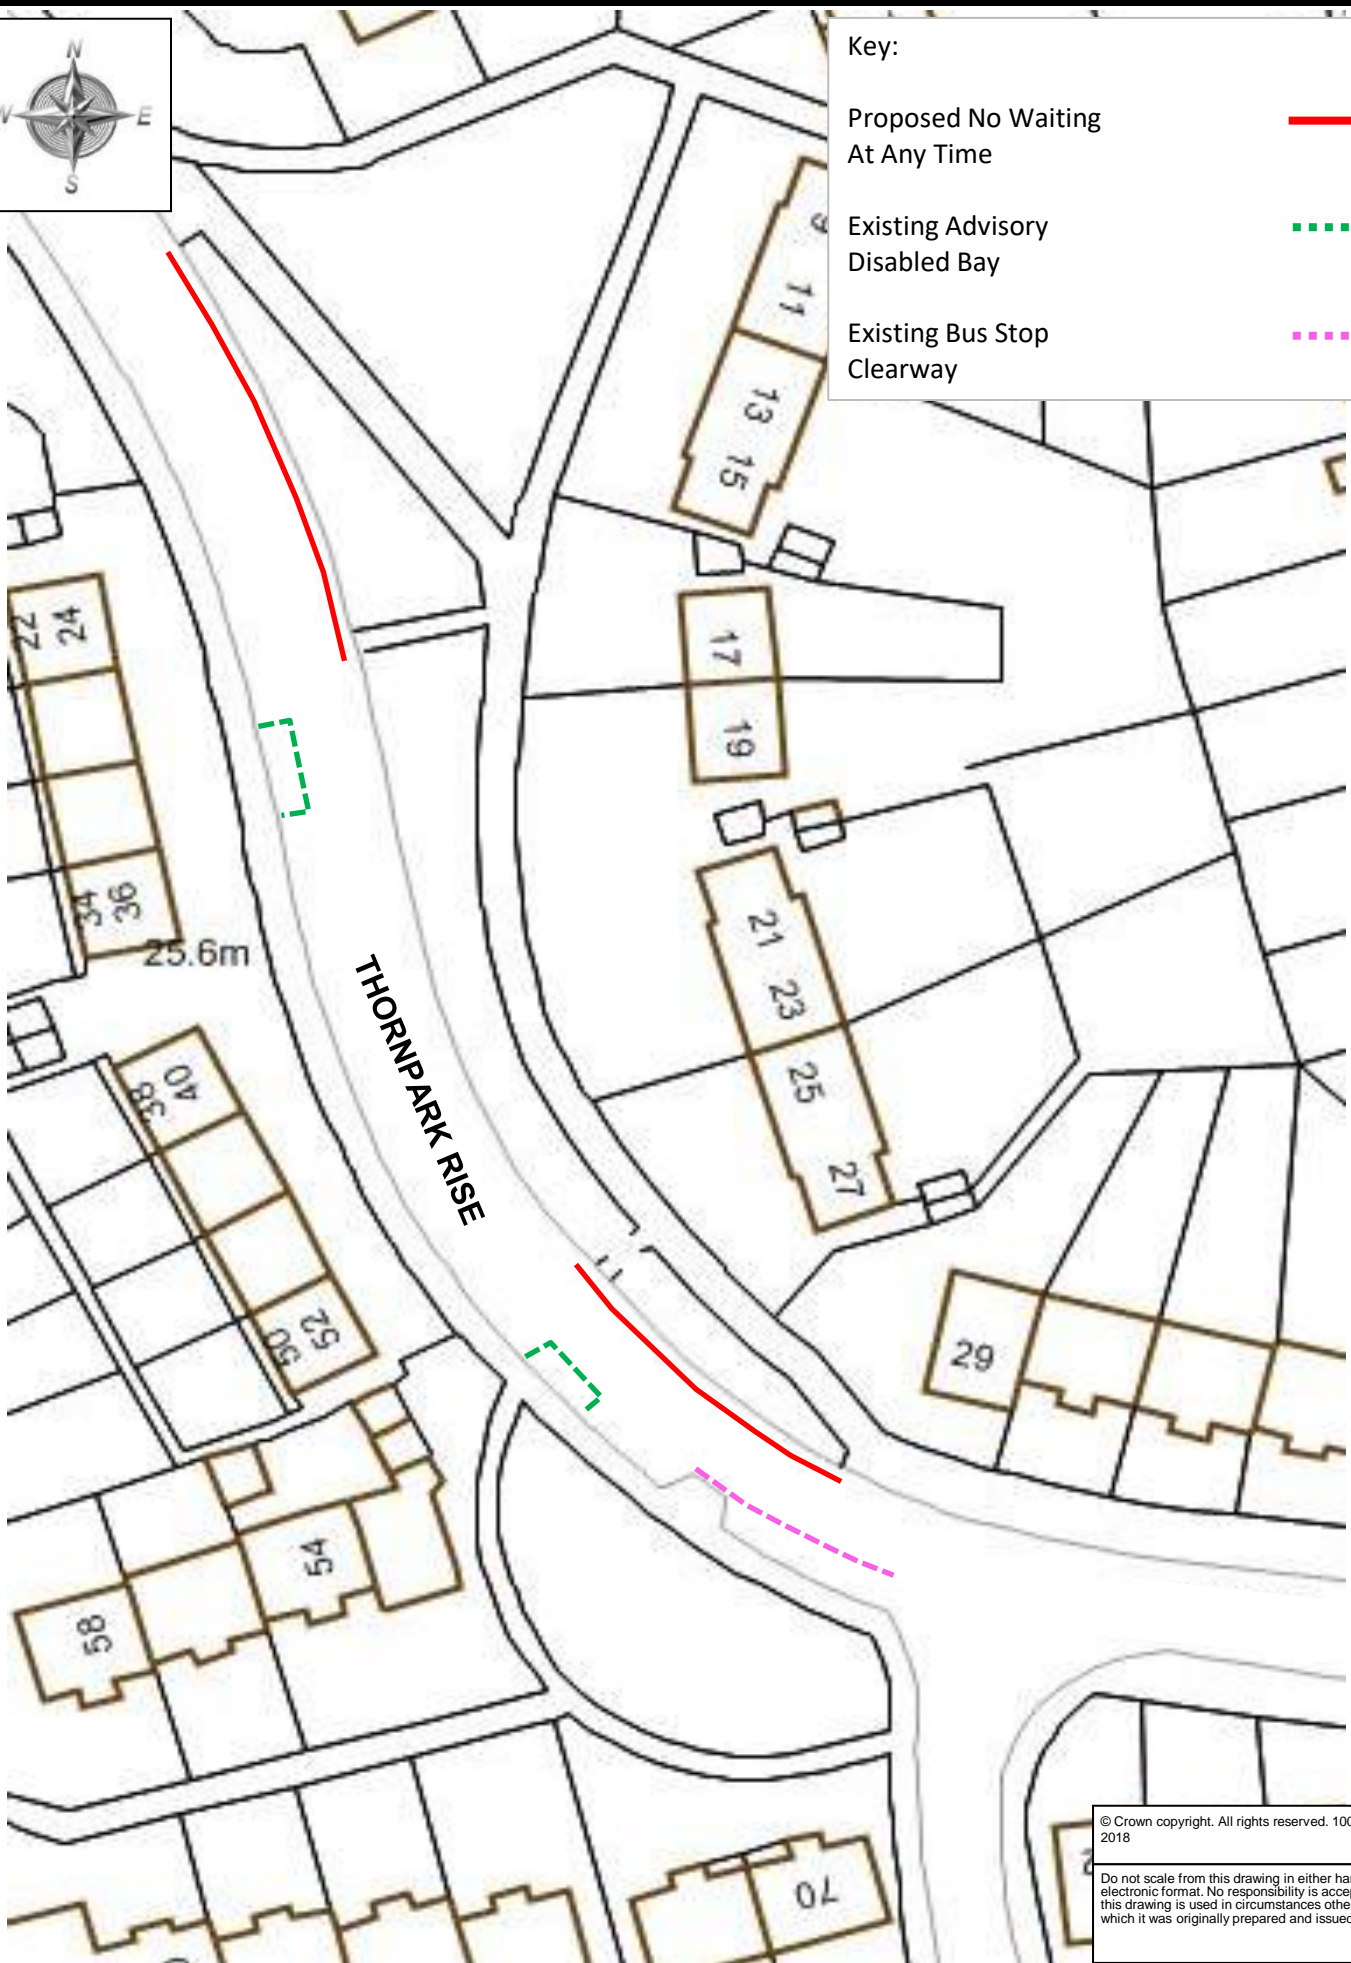 N
E
S
Key:
Proposed No Waiting
At Any Time
Existing Advisory
Disabled Bay
Existing Bus Stop
Clearway
9
11
13
15
17
19
21
23
25
27
29
22
24
34
36
25.6m
THORNPARK RISE
38
40
50
52
54
58
70
© Crown copyright. All rights reserved. 100
2018
Do not scale from this drawing in either
electronic format. No responsibility is
this drawing is used in circumstances
which it was originally prepared and issued